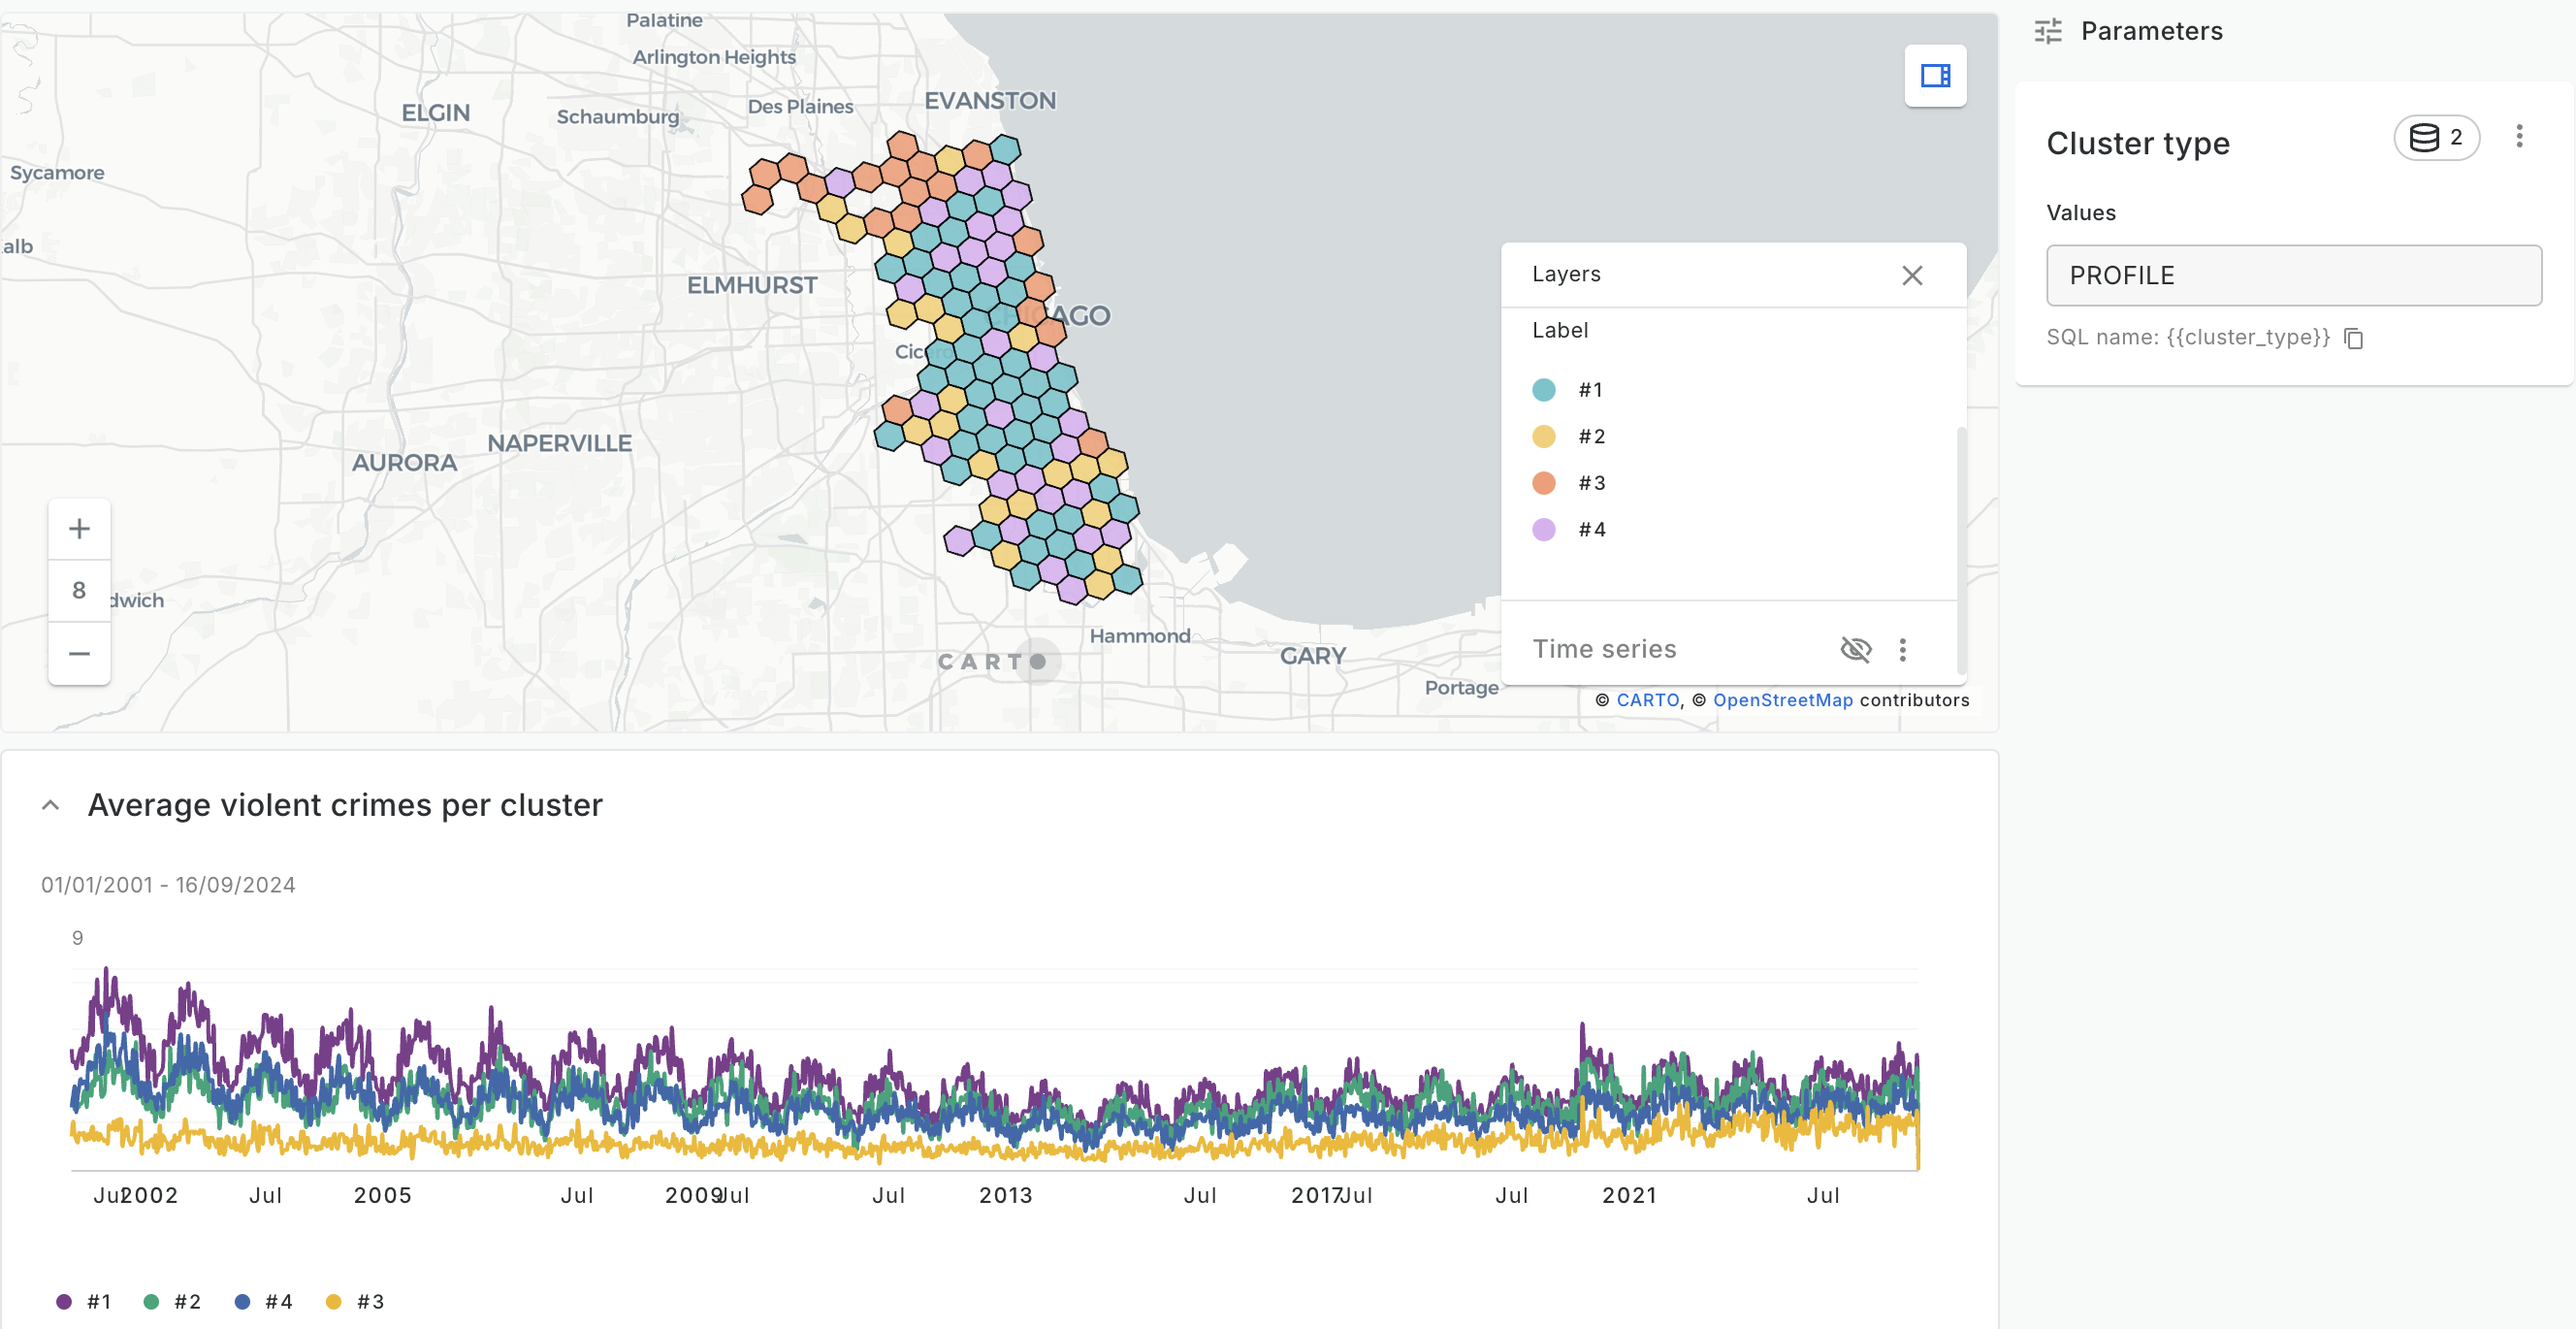 Palatine
Arlington Heights
Des Plaines
EVANSTON
ELGIN
Schaumburg
Sycamore
alb
ELMHURST
CHICAGO
Cicero
NAPERVILLE
AURORA
dwich
Hammond
GARY
Portage
CART
+
8
−
Layers
Label
#1
#2
#3
#4
Time series
© CARTO, © OpenStreetMap contributors
Parameters
Cluster type
2
Values
PROFILE
SQL name: {{cluster_type}}
Average violent crimes per cluster
01/01/2001 - 16/09/2024
9
Jul 2002 Jul 2005 Jul 2009 Jul Jul 2013 Jul 2017 Jul Jul 2021 Jul
#1 #2 #4 #3